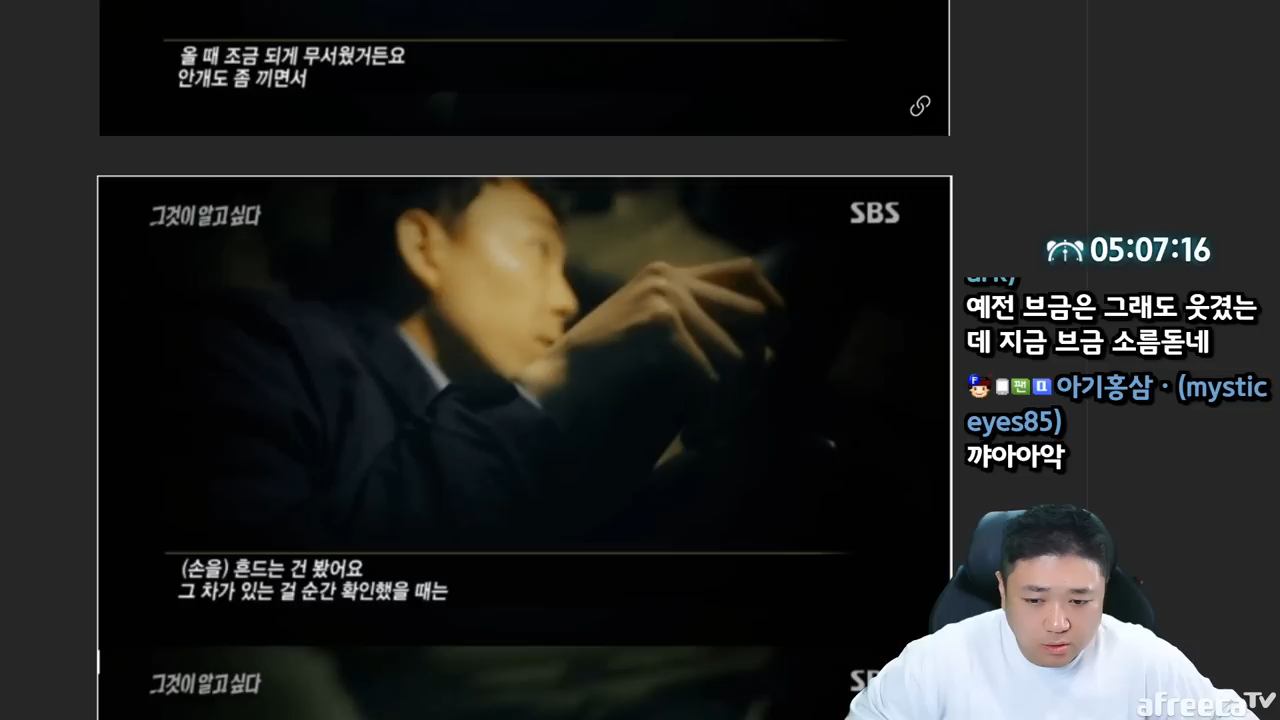 올 때 조금 되게 무서웠거든요
안개도 좀 끼면서
그것이 알고 싶다
SBS
(손을) 흔드는 건 봤어요
그 차가 있는 걸 순간 확인했을 때는
그것이 알고 싶다
05:07:16
예전 브금은 그래도 웃겼는
데 지금 브금 소름돋네
아기홍삼 · (mystic
eyes85)
꺄아아악
afreecaTV